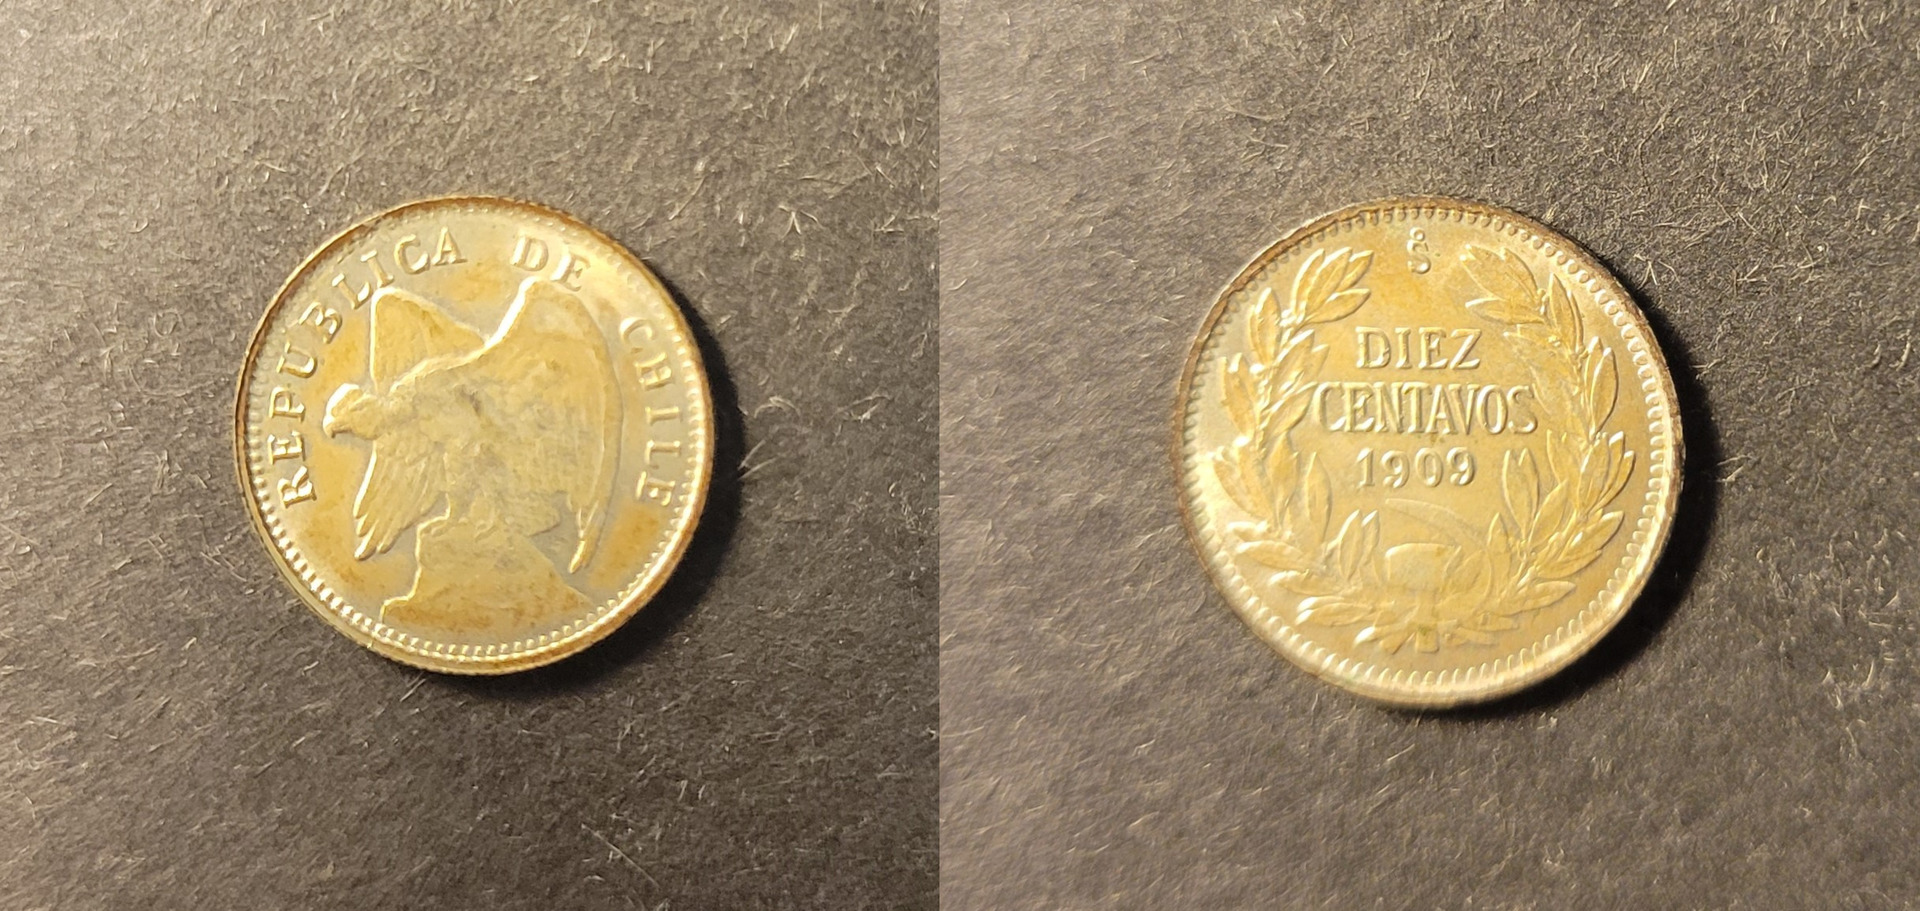 REPUBLICA DE CHILE
S
DIEZ
CENTAVOS
1909